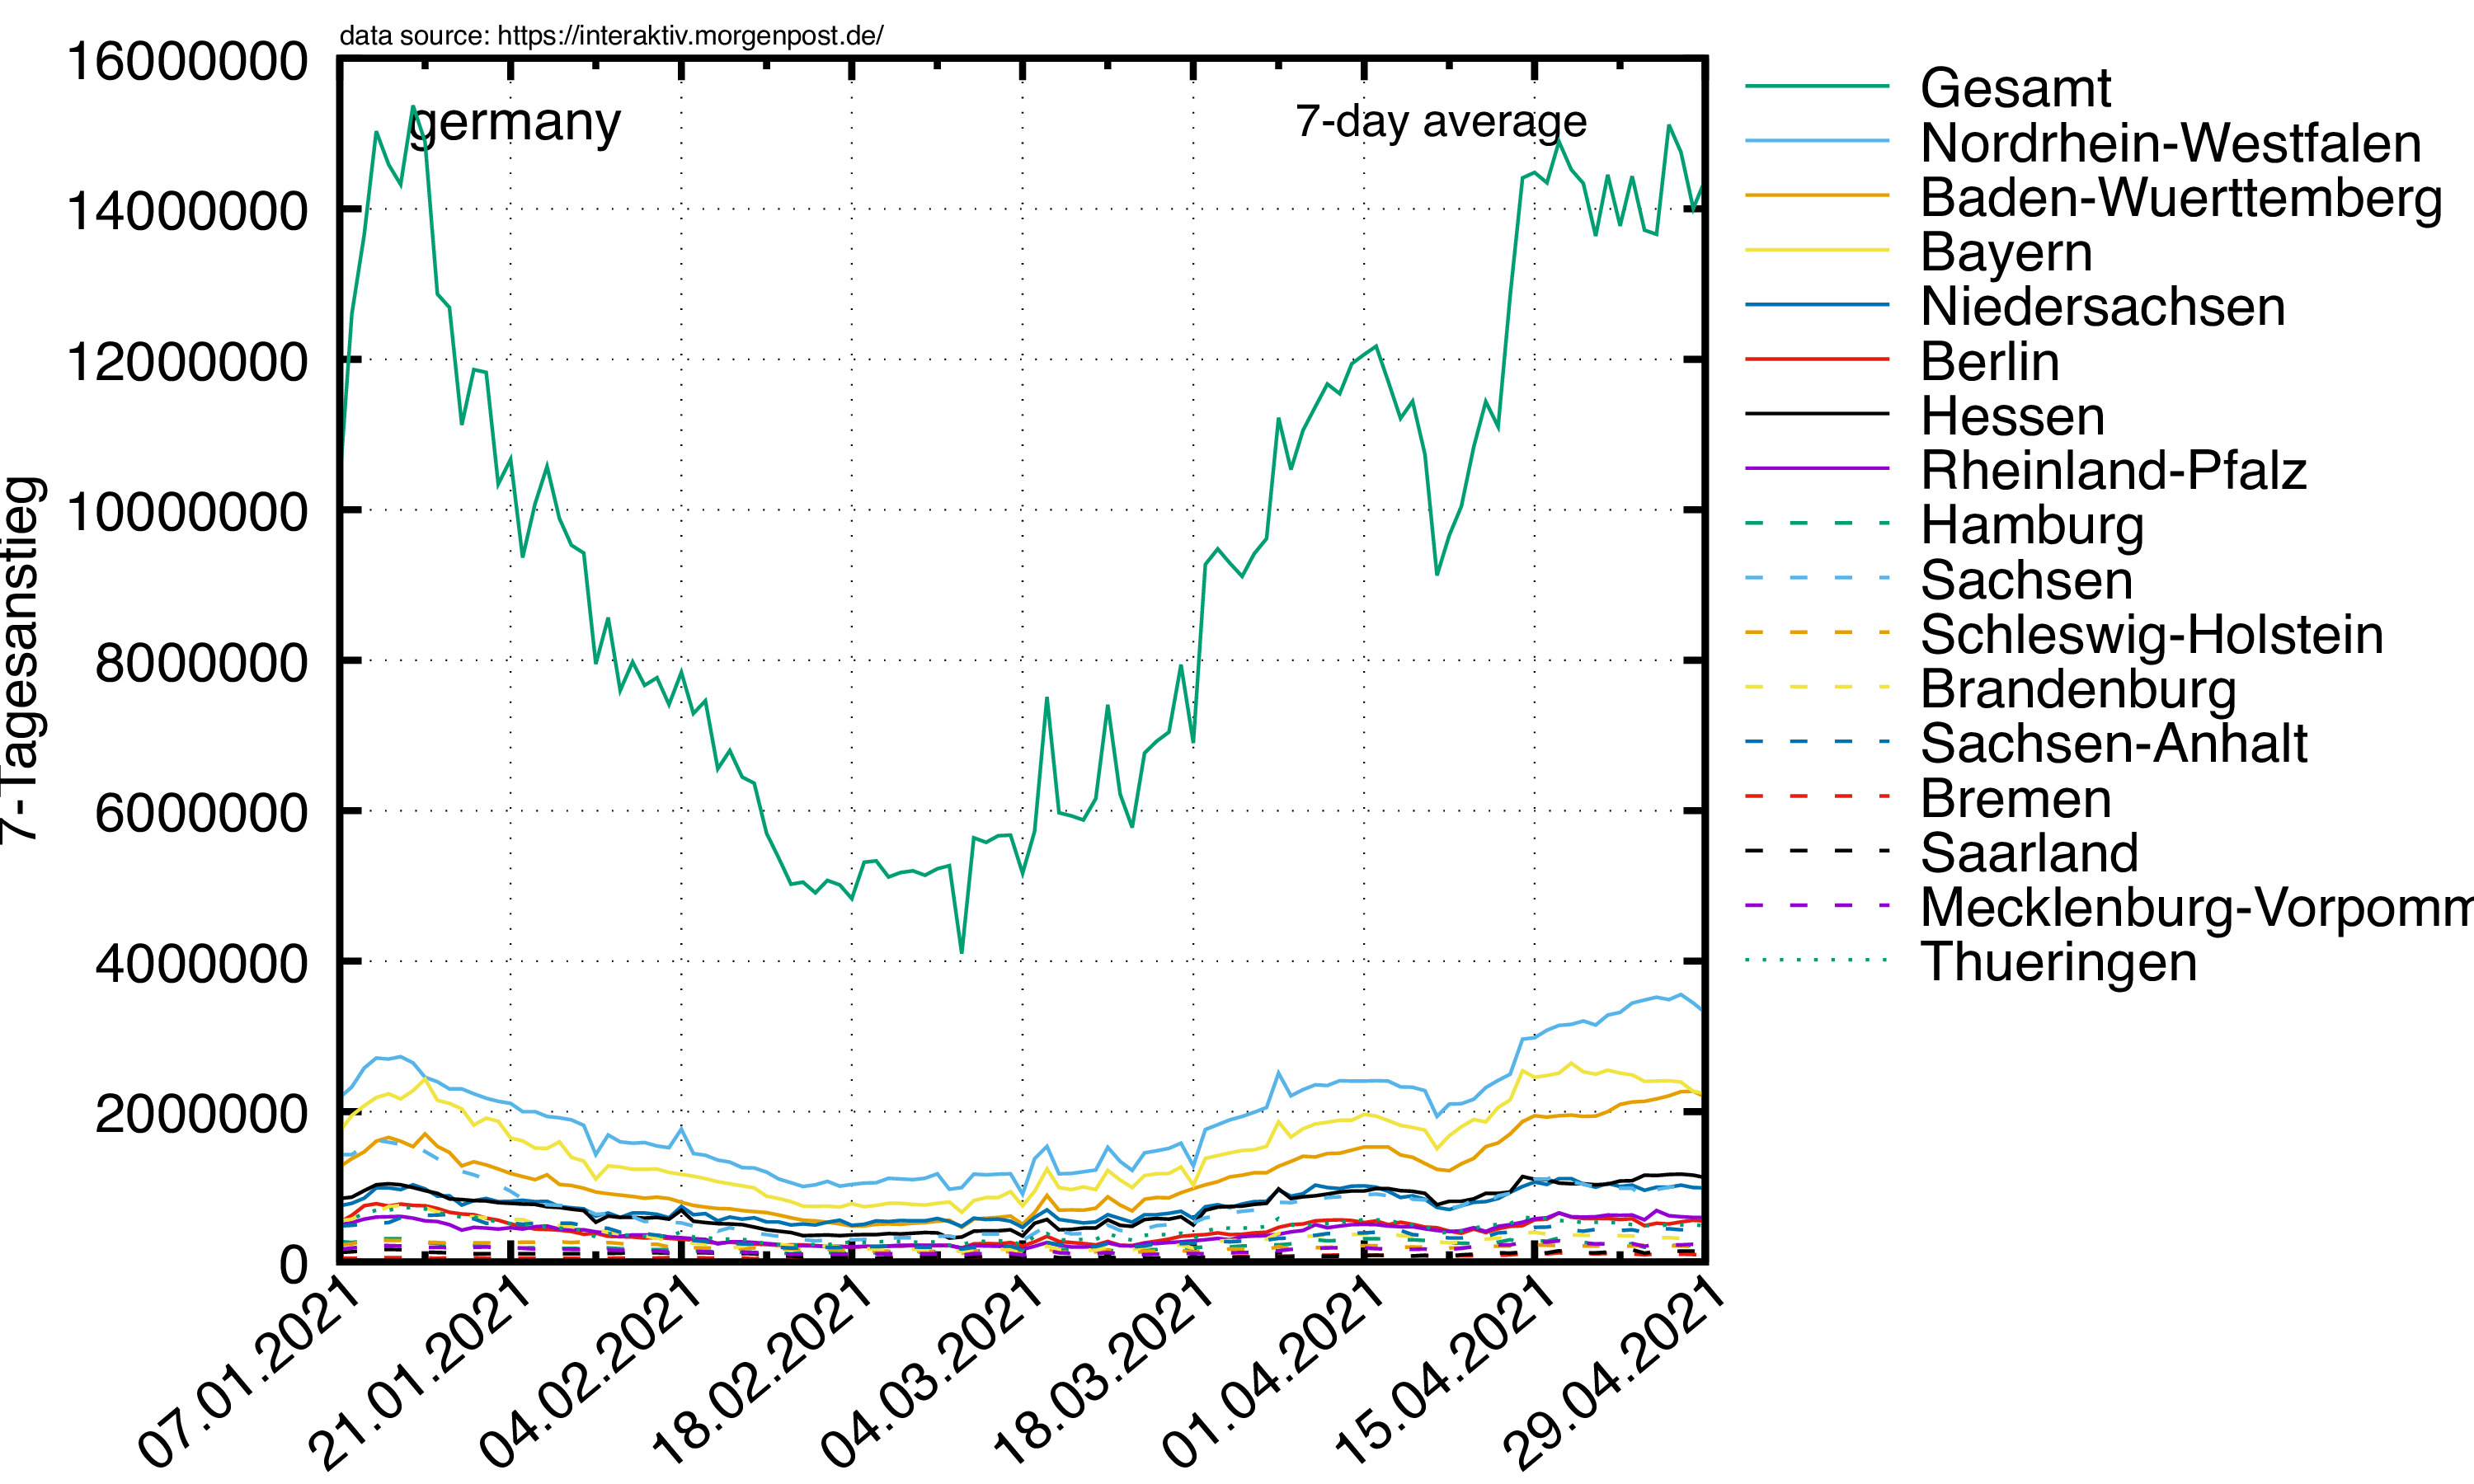 data source: https://interaktiv.morgenpost.de/
germany
7-day average
7-Tagesanstieg
16000000
14000000
12000000
10000000
8000000
6000000
4000000
2000000
0
07.01.2021
21.01.2021
04.02.2021
18.02.2021
04.03.2021
18.03.2021
01.04.2021
15.04.2021
29.04.2021
Gesamt
Nordrhein-Westfalen
Baden-Wuerttemberg
Bayern
Niedersachsen
Berlin
Hessen
Rheinland-Pfalz
Hamburg
Sachsen
Schleswig-Holstein
Brandenburg
Sachsen-Anhalt
Bremen
Saarland
Mecklenburg-Vorpomm
Thueringen